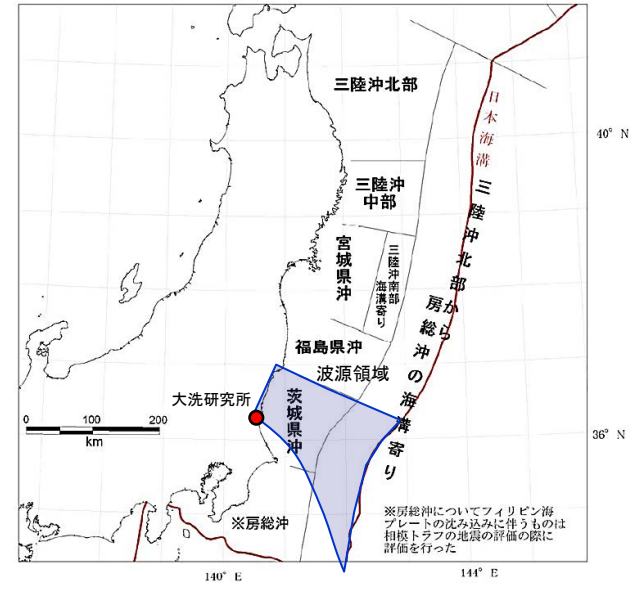 三陸沖北部
日本海溝
40° N
三陸沖
中部
三陸沖北部から
房総沖の海溝寄り
宮城県沖
三陸沖南部
海溝寄り
福島県沖
波源領域
大洗研究所
茨城県沖
0 100 200
km
36° N
※房総沖
※房総沖についてフィリピン海
プレートの沈み込みに伴うものは
相模トラフの地震の評価の際に
評価を行った
140° E
144° E